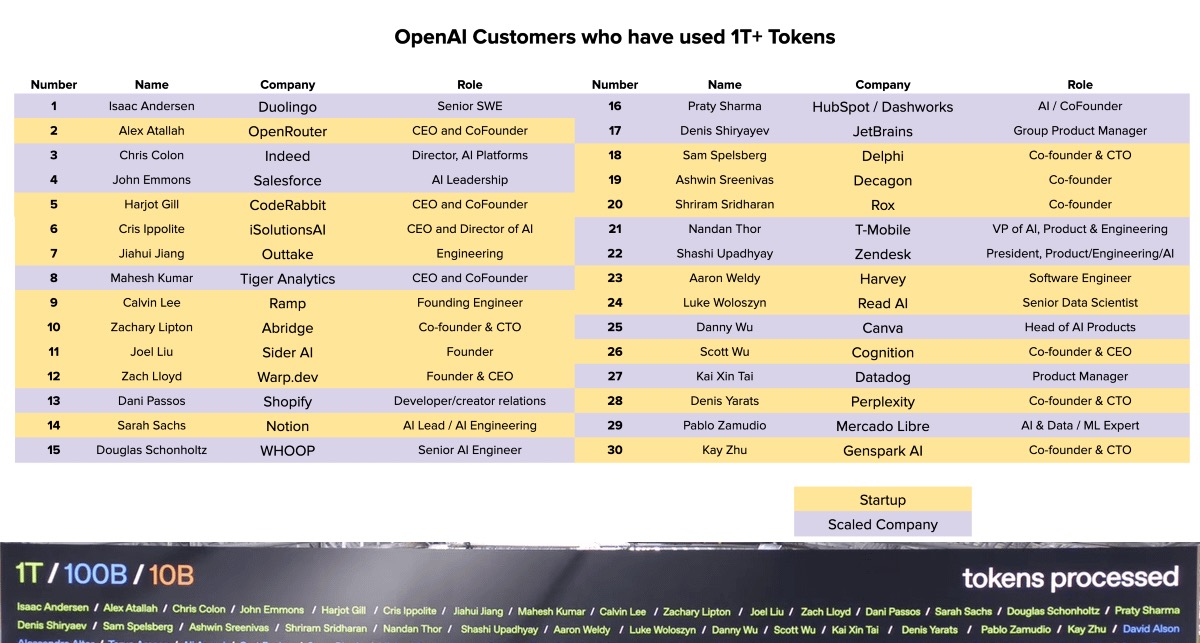 OpenAI Customers who have used 1T+ Tokens
Number Name Company Role Number Name Company Role
1 Isaac Andersen Duolingo Senior SWE 16 Praty Sharma HubSpot / Dashworks AI / CoFounder
2 Alex Atallah OpenRouter CEO and CoFounder 17 Denis Shiryayev JetBrains Group Product Manager
3 Chris Colon Indeed Director, AI Platforms 18 Sam Spelsberg Delphi Co-founder & CTO
4 John Emmons Salesforce AI Leadership 19 Ashwin Sreenivas Decagon Co-founder
5 Harjot Gill CodeRabbit CEO and CoFounder 20 Shriram Sridharan Rox Co-founder
6 Cris Ippolite iSolutionsAI CEO and Director of AI 21 Nandan Thor T-Mobile VP of AI, Product & Engineering
7 Jiahui Jiang Outtake Engineering 22 Shashi Upadhyay Zendesk President, Product/Engineering/AI
8 Mahesh Kumar Tiger Analytics CEO and CoFounder 23 Aaron Weldy Harvey Software Engineer
9 Calvin Lee Ramp Founding Engineer 24 Luke Woloszyn Read AI Senior Data Scientist
10 Zachary Lipton Abridge Co-founder & CTO 25 Danny Wu Canva Head of AI Products
11 Joel Liu Sider AI Founder 26 Scott Wu Cognition Co-founder & CEO
12 Zach Lloyd Warp.dev Founder & CEO 27 Kai Xin Tai Datadog Product Manager
13 Dani Passos Shopify Developer/creator relations 28 Denis Yarats Perplexity Co-founder & CTO
14 Sarah Sachs Notion AI Lead / AI Engineering 29 Pablo Zamudio Mercado Libre AI & Data / ML Expert
15 Douglas Schonholtz WHOOP Senior AI Engineer 30 Kay Zhu Genspark AI Co-founder & CTO
Startup
Scaled Company
1T / 100B / 10B tokens processed
Isaac Andersen / Alex Atallah / Chris Colon / John Emmons / Harjot Gill / Cris Ippolite / Jiahui Jiang / Mahesh Kumar / Calvin Lee / Zachary Lipton / Joel Liu / Zach Lloyd / Dani Passos / Sarah Sachs / Douglas Schonholtz / Praty Sharma
Denis Shiryaev / Sam Spelsberg / Ashwin Sreenivas / Shriram Sridharan / Nandan Thor / Shashi Upadhyay / Aaron Weldy / Luke Woloszyn / Danny Wu / Scott Wu / Kai Xin Tai / Denis Yarats / Pablo Zamudio / Kay Zhu / David Alson